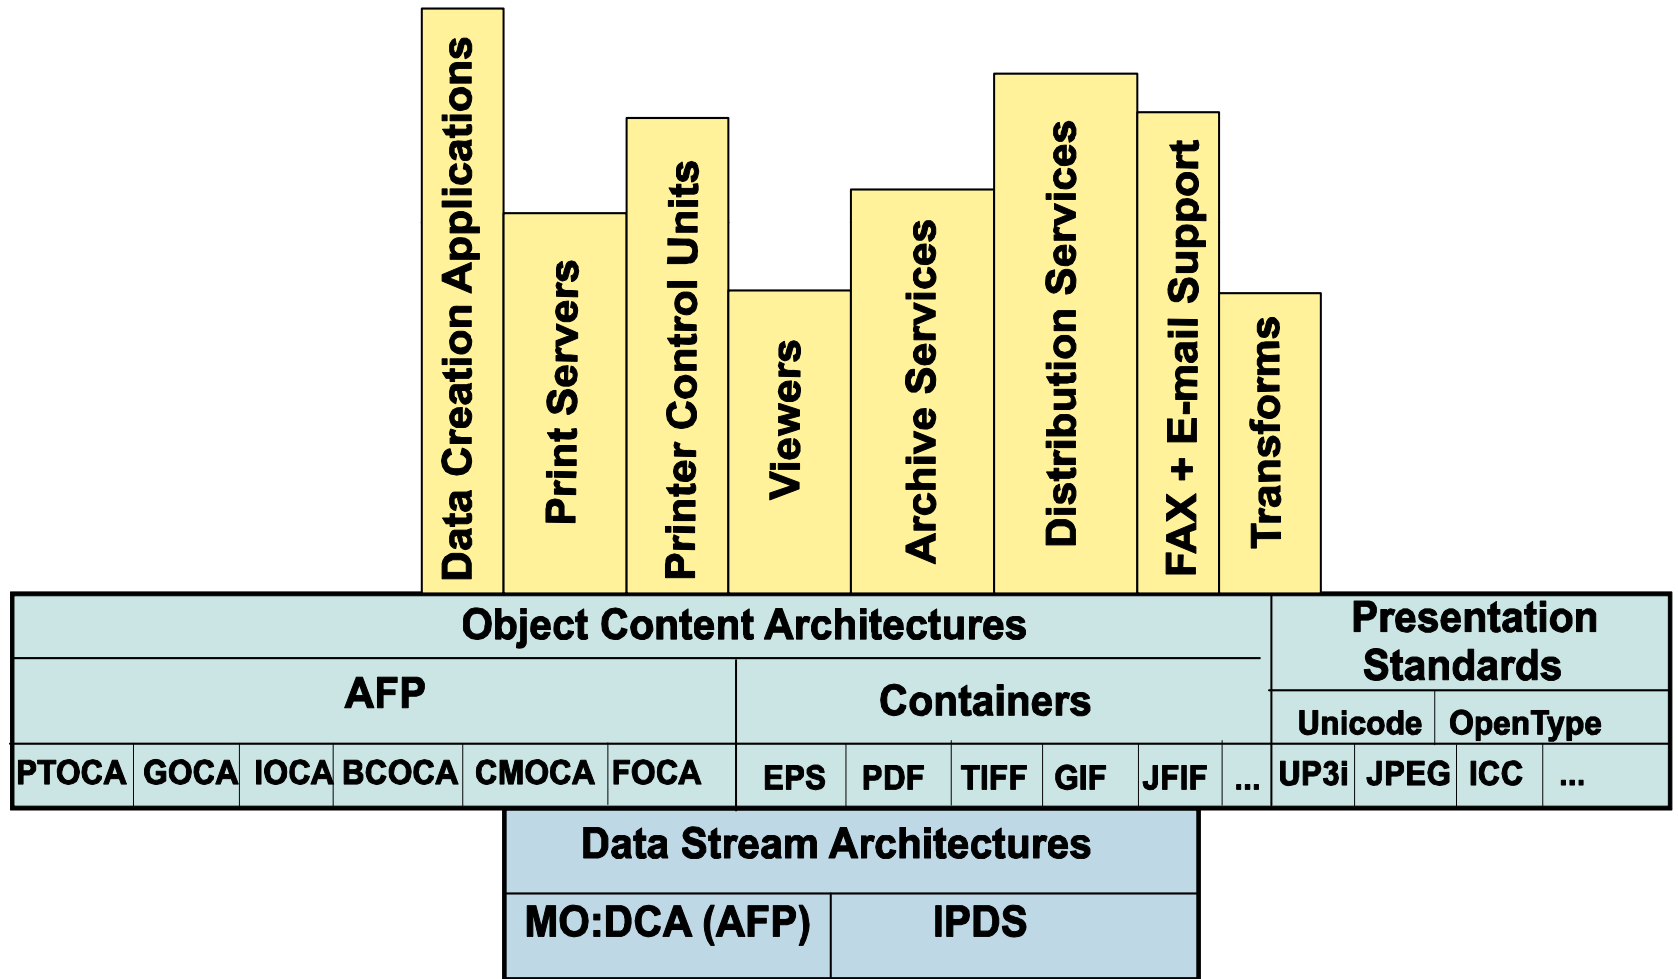 Data Creation Applications
Print Servers
Printer Control Units
Viewers
Archive Services
Distribution Services
FAX + E-mail Support
Transforms
Object Content Architectures
Presentation
Standards
AFP
Containers
Unicode
OpenType
PTOCA
GOCA
IOCA
BCOCA
CMOCA
FOCA
EPS
PDF
TIFF
GIF
JFIF
...
UP3i
JPEG
ICC
...
Data Stream Architectures
MO:DCA (AFP)
IPDS